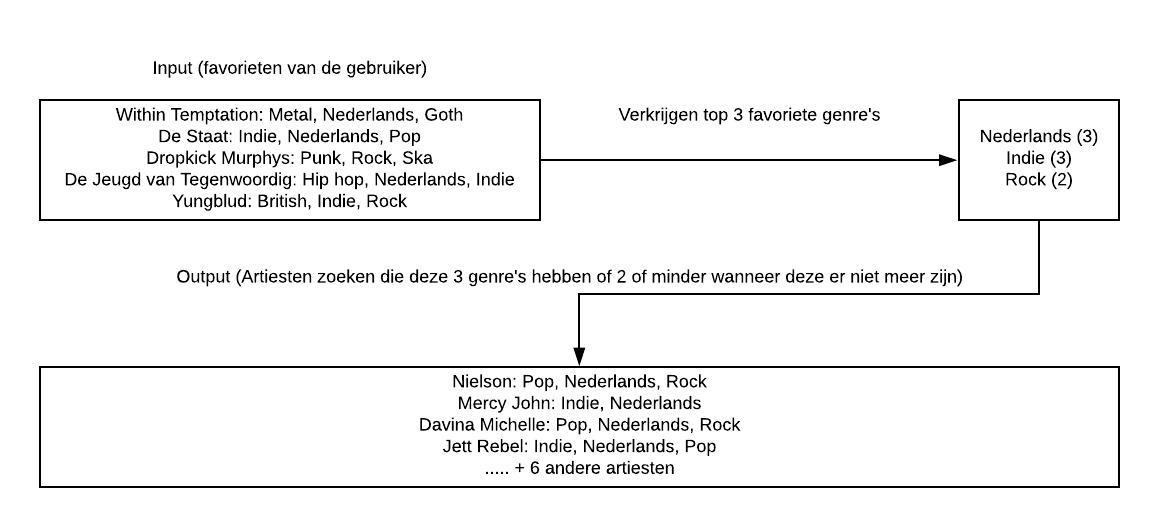 Input (favorieten van de gebruiker)
Within Temptation: Metal, Nederlands, Goth
De Staat: Indie, Nederlands, Pop
Dropkick Murphys: Punk, Rock, Ska
De Jeugd van Tegenwoordig: Hip hop, Nederlands, Indie
Yungblud: British, Indie, Rock
Verkrijgen top 3 favoriete genre's
Nederlands (3)
Indie (3)
Rock (2)
Output (Artiesten zoeken die deze 3 genre's hebben of 2 of minder wanneer deze er niet meer zijn)
Nielson: Pop, Nederlands, Rock
Mercy John: Indie, Nederlands
Davina Michelle: Pop, Nederlands, Rock
Jett Rebel: Indie, Nederlands, Pop
..... + 6 andere artiesten